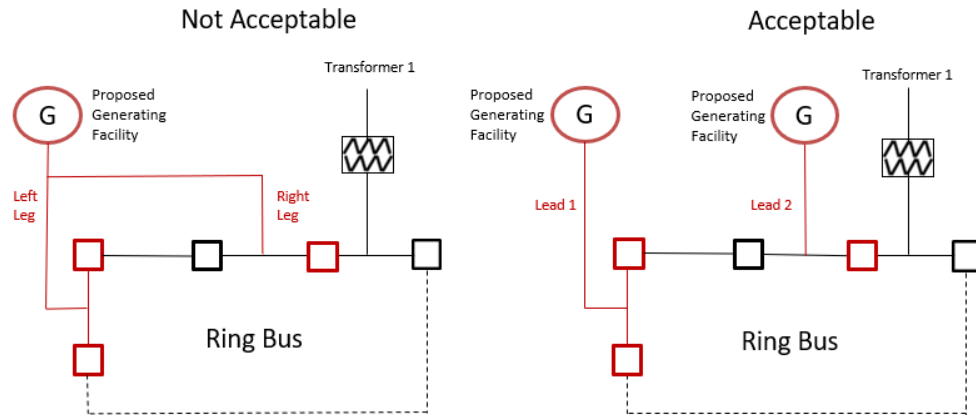 Not Acceptable
Transformer 1
G
Proposed
Generating
Facility
Left
Leg
Right
Leg
Ring Bus
Acceptable
Transformer 1
G
Proposed
Generating
Facility
G
Proposed
Generating
Facility
Lead 1
Lead 2
Ring Bus